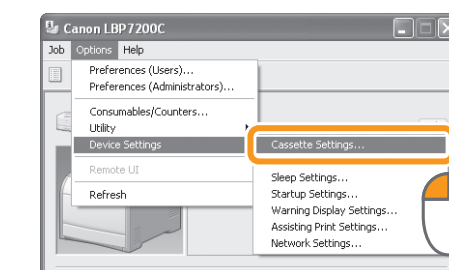 Canon LBP7200C
Job Options Help
Preferences (Users)...
Preferences (Administrators)...
Consumables/Counters...
Utility
Device Settings
Cassette Settings...
Remote UI
Sleep Settings...
Refresh
Startup Settings...
Warning Display Settings...
Assisting Print Settings...
Network Settings...